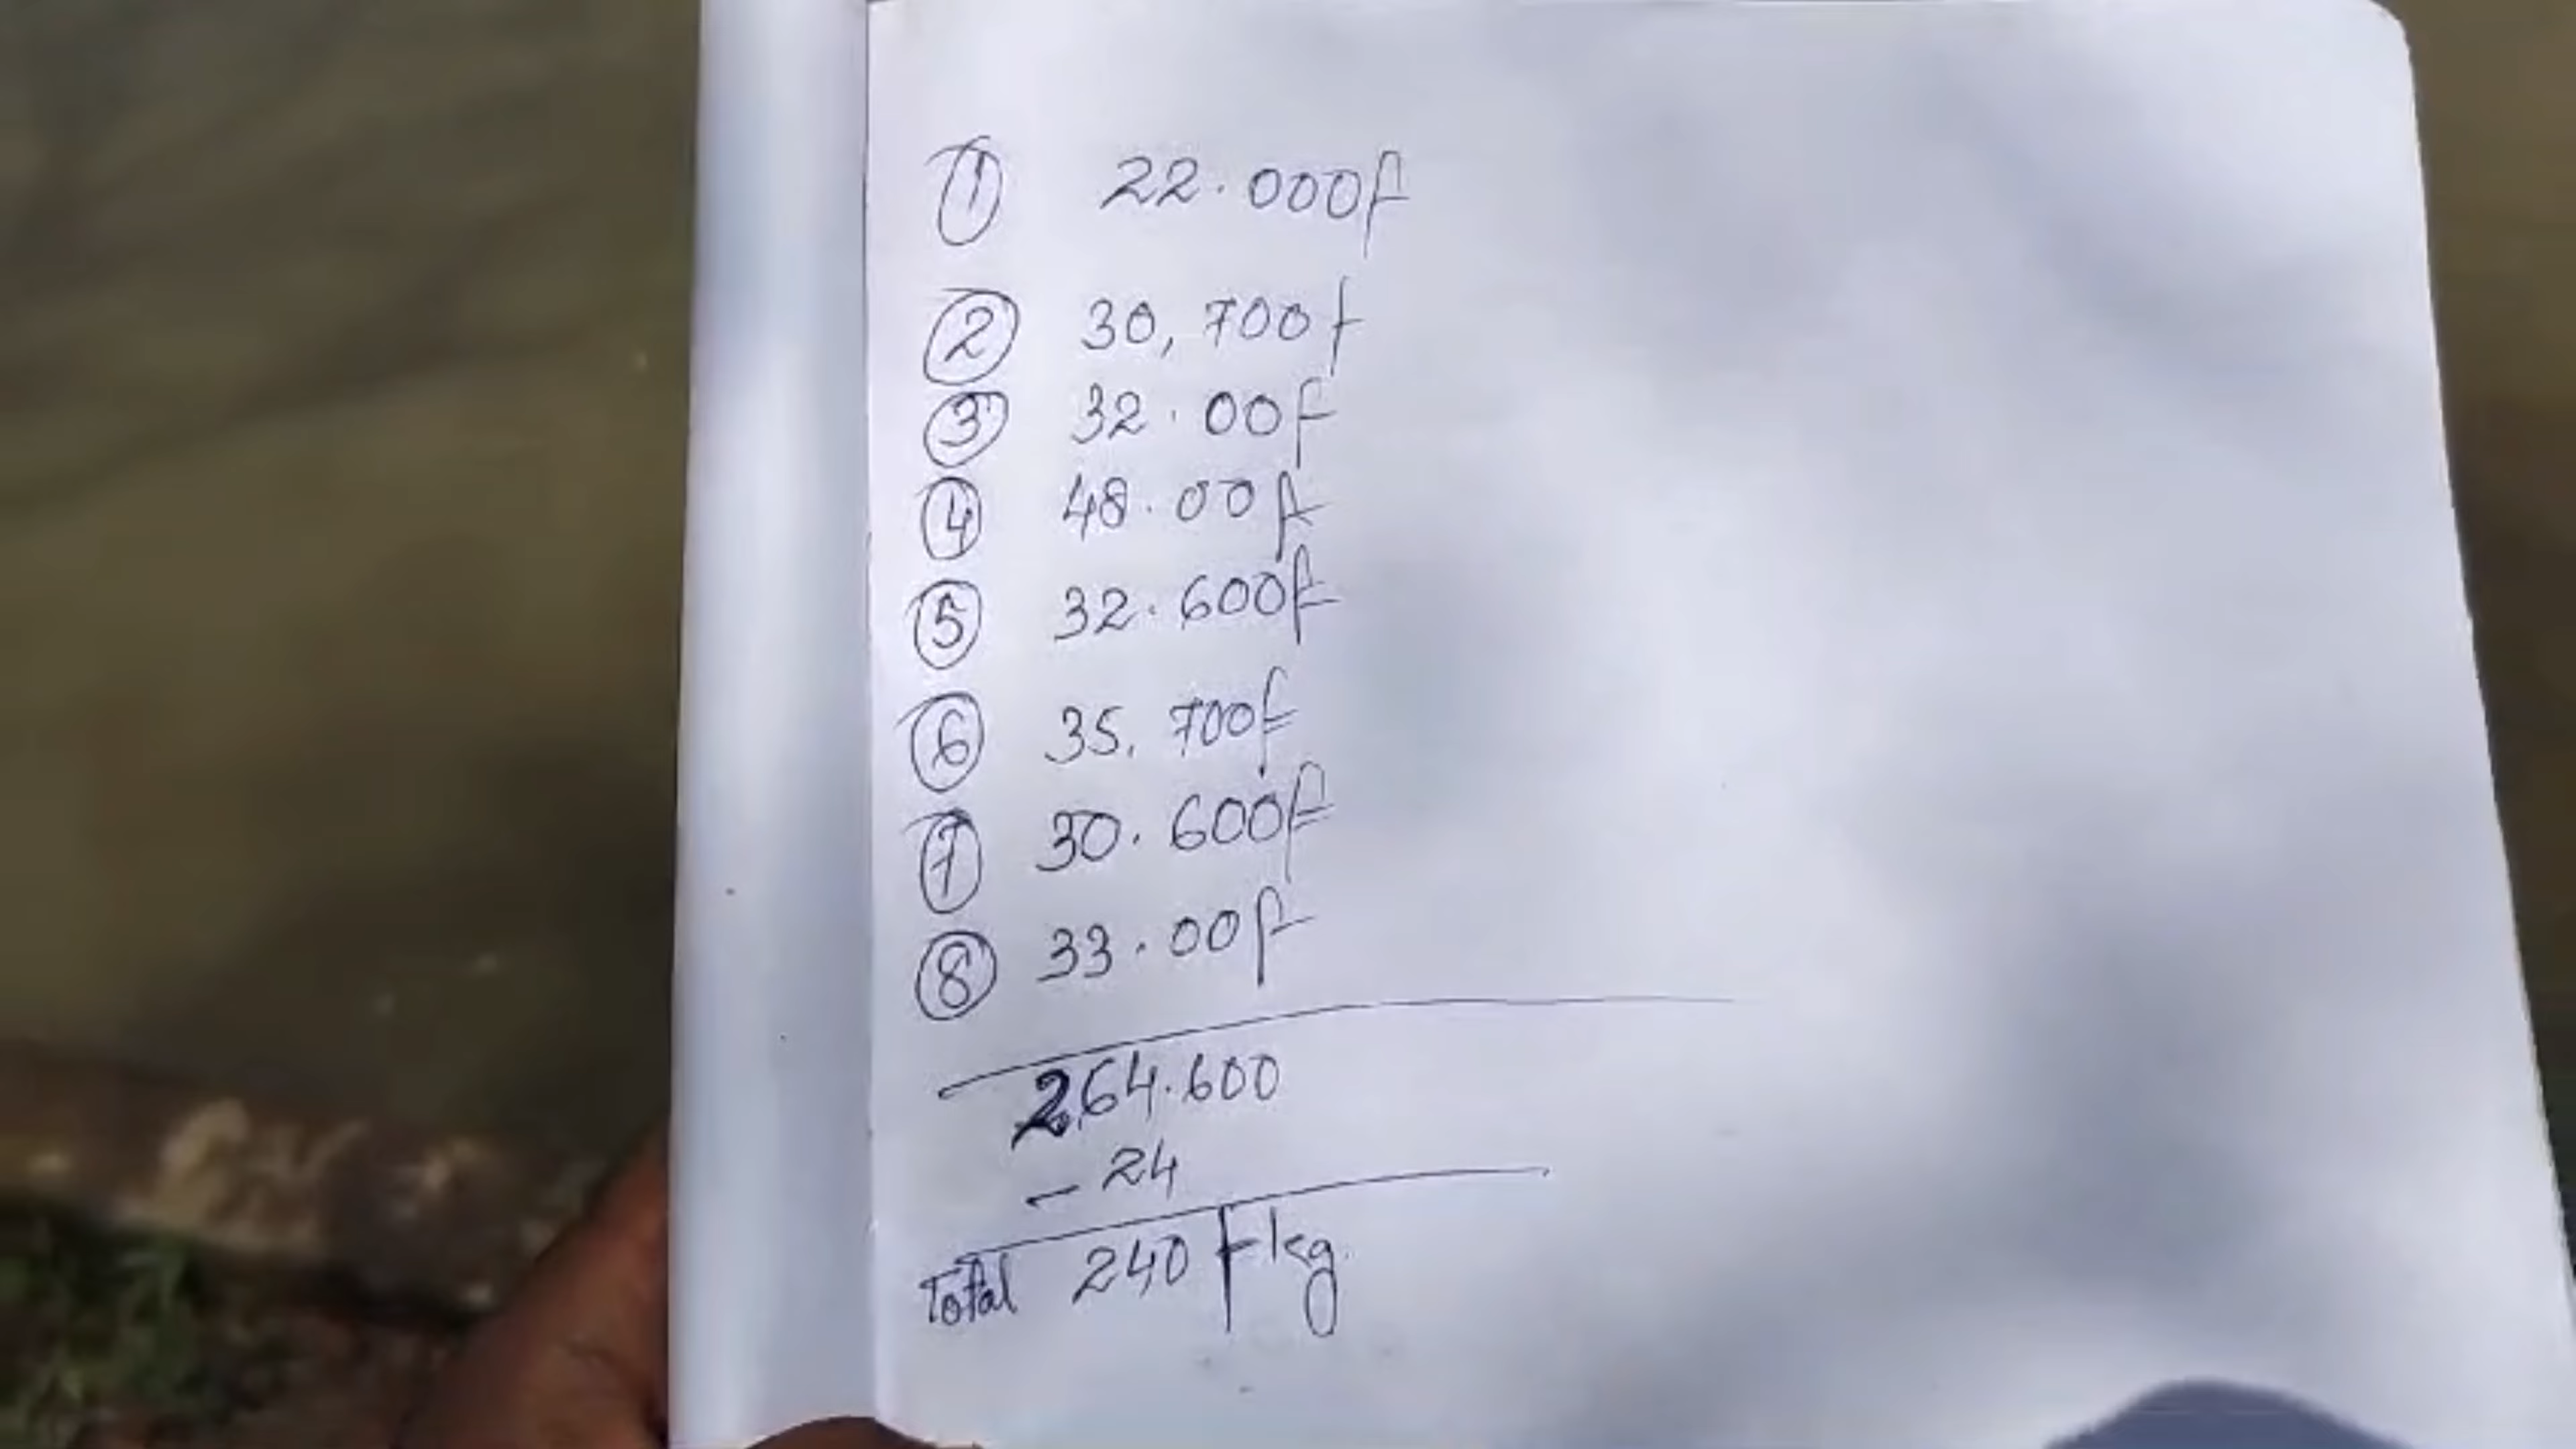 ① 22.000f
② 30,700f
③ 32.00f
④ 48.00f
⑤ 32.600f
⑥ 35.700f
⑦ 30.600f
⑧ 33.00f
264.600
- 24
Total 240 f kg.